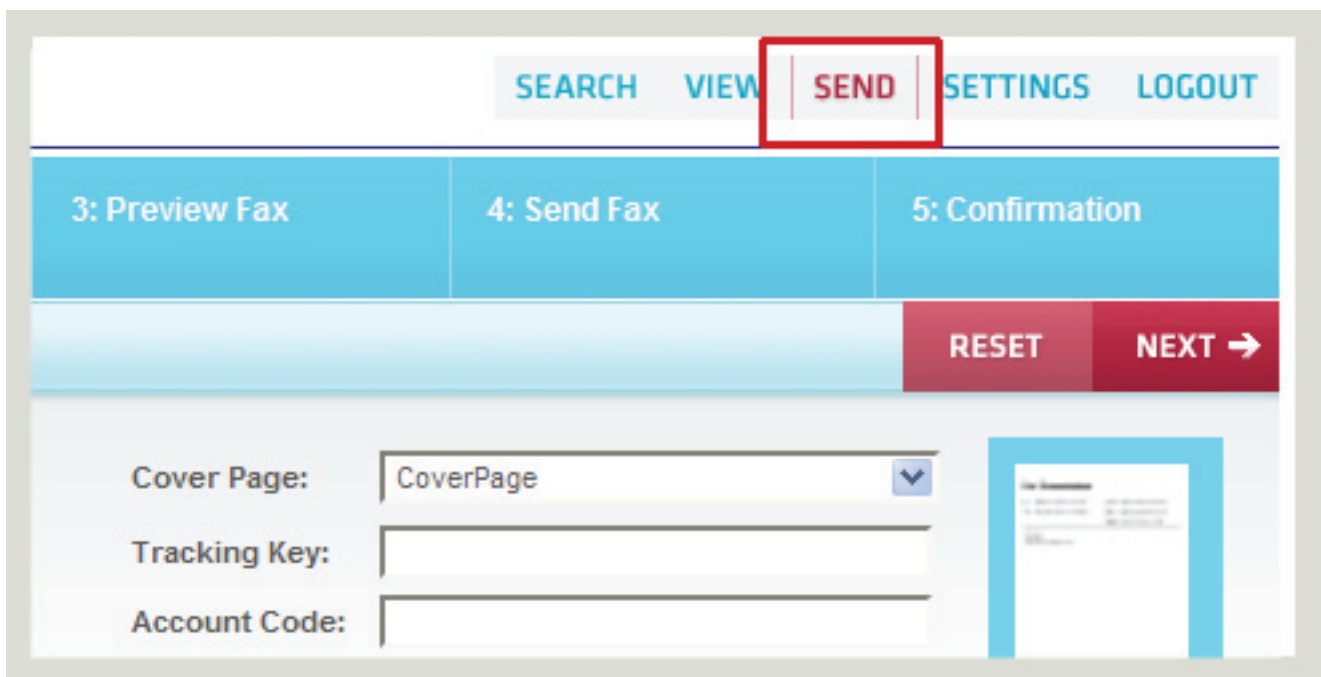 SEARCH VIEW SEND SETTINGS LOGOUT
3: Preview Fax 4: Send Fax 5: Confirmation
RESET NEXT
Cover Page: CoverPage
Tracking Key:
Account Code: